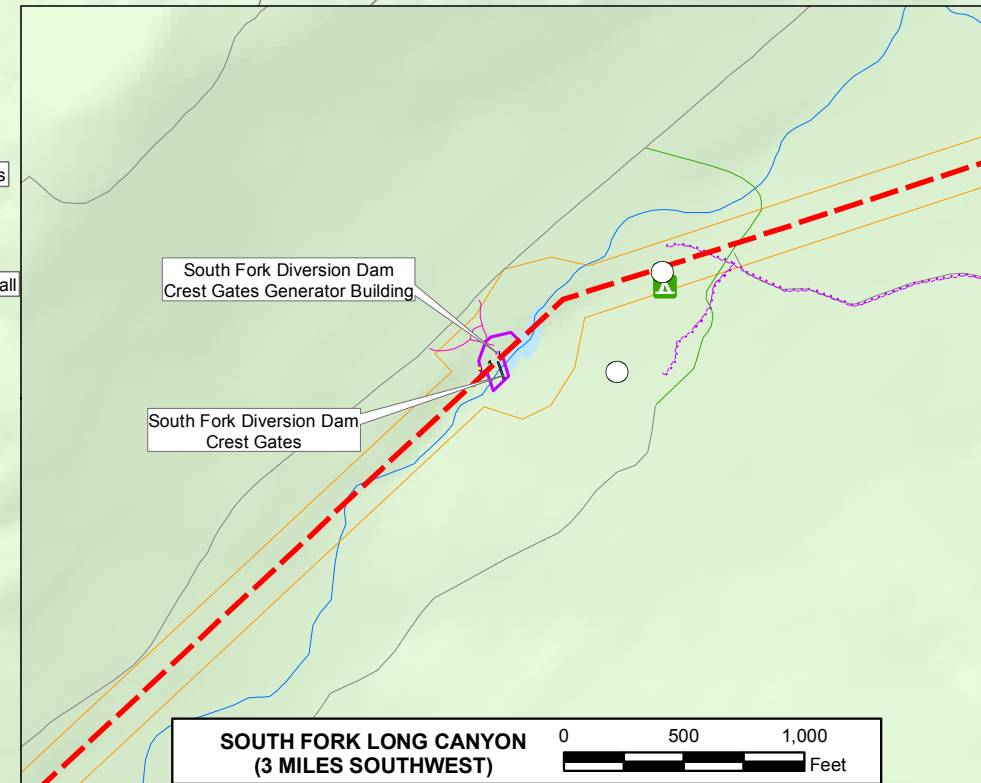 s
all
South Fork Diversion Dam
Crest Gates Generator Building
South Fork Diversion Dam
Crest Gates
SOUTH FORK LONG CANYON
(3 MILES SOUTHWEST)
0 500 1,000
Feet